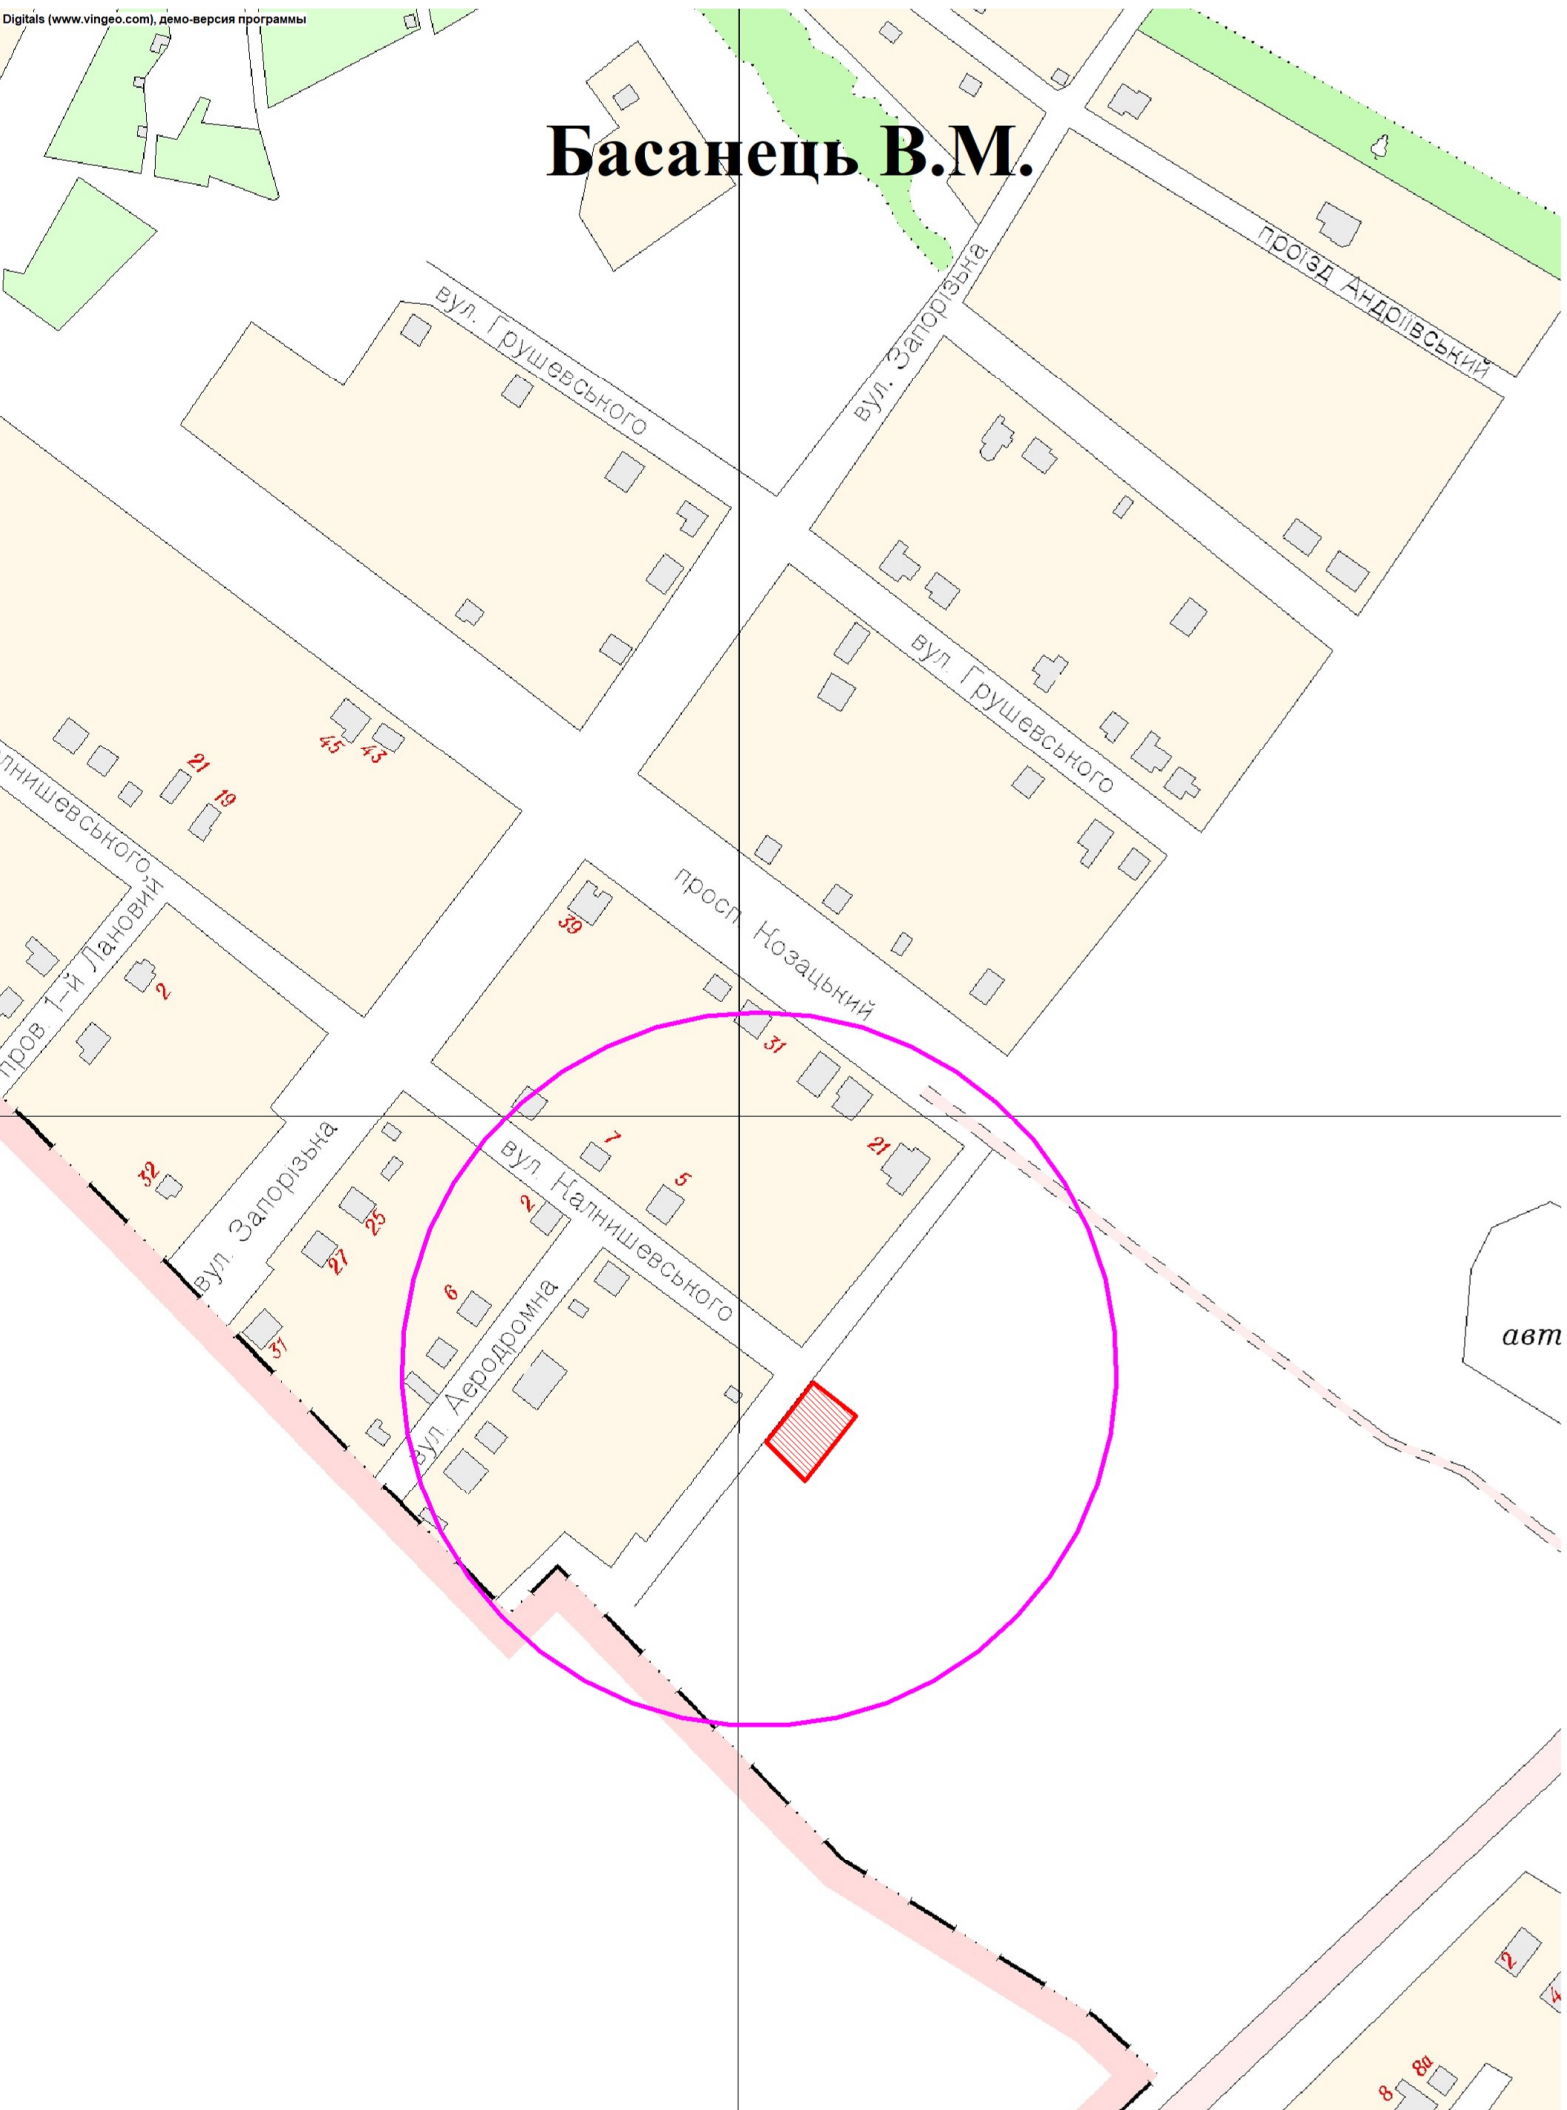 Digitals (www.vingeo.com), демо-версия программы
Басанець В.М.
проїзд Андріївський
вул. Запорізька
вул. Грушевського
вул. Грушевського
45
43
21
19
лнишевського
пров. 1-й Лановий
2
39
просп. Козацький
31
21
7
5
2
вул. Калнишевського
32
вул. Запорізька
25
27
31
6
вул. Аеродромна
авт
2
4
8а
8